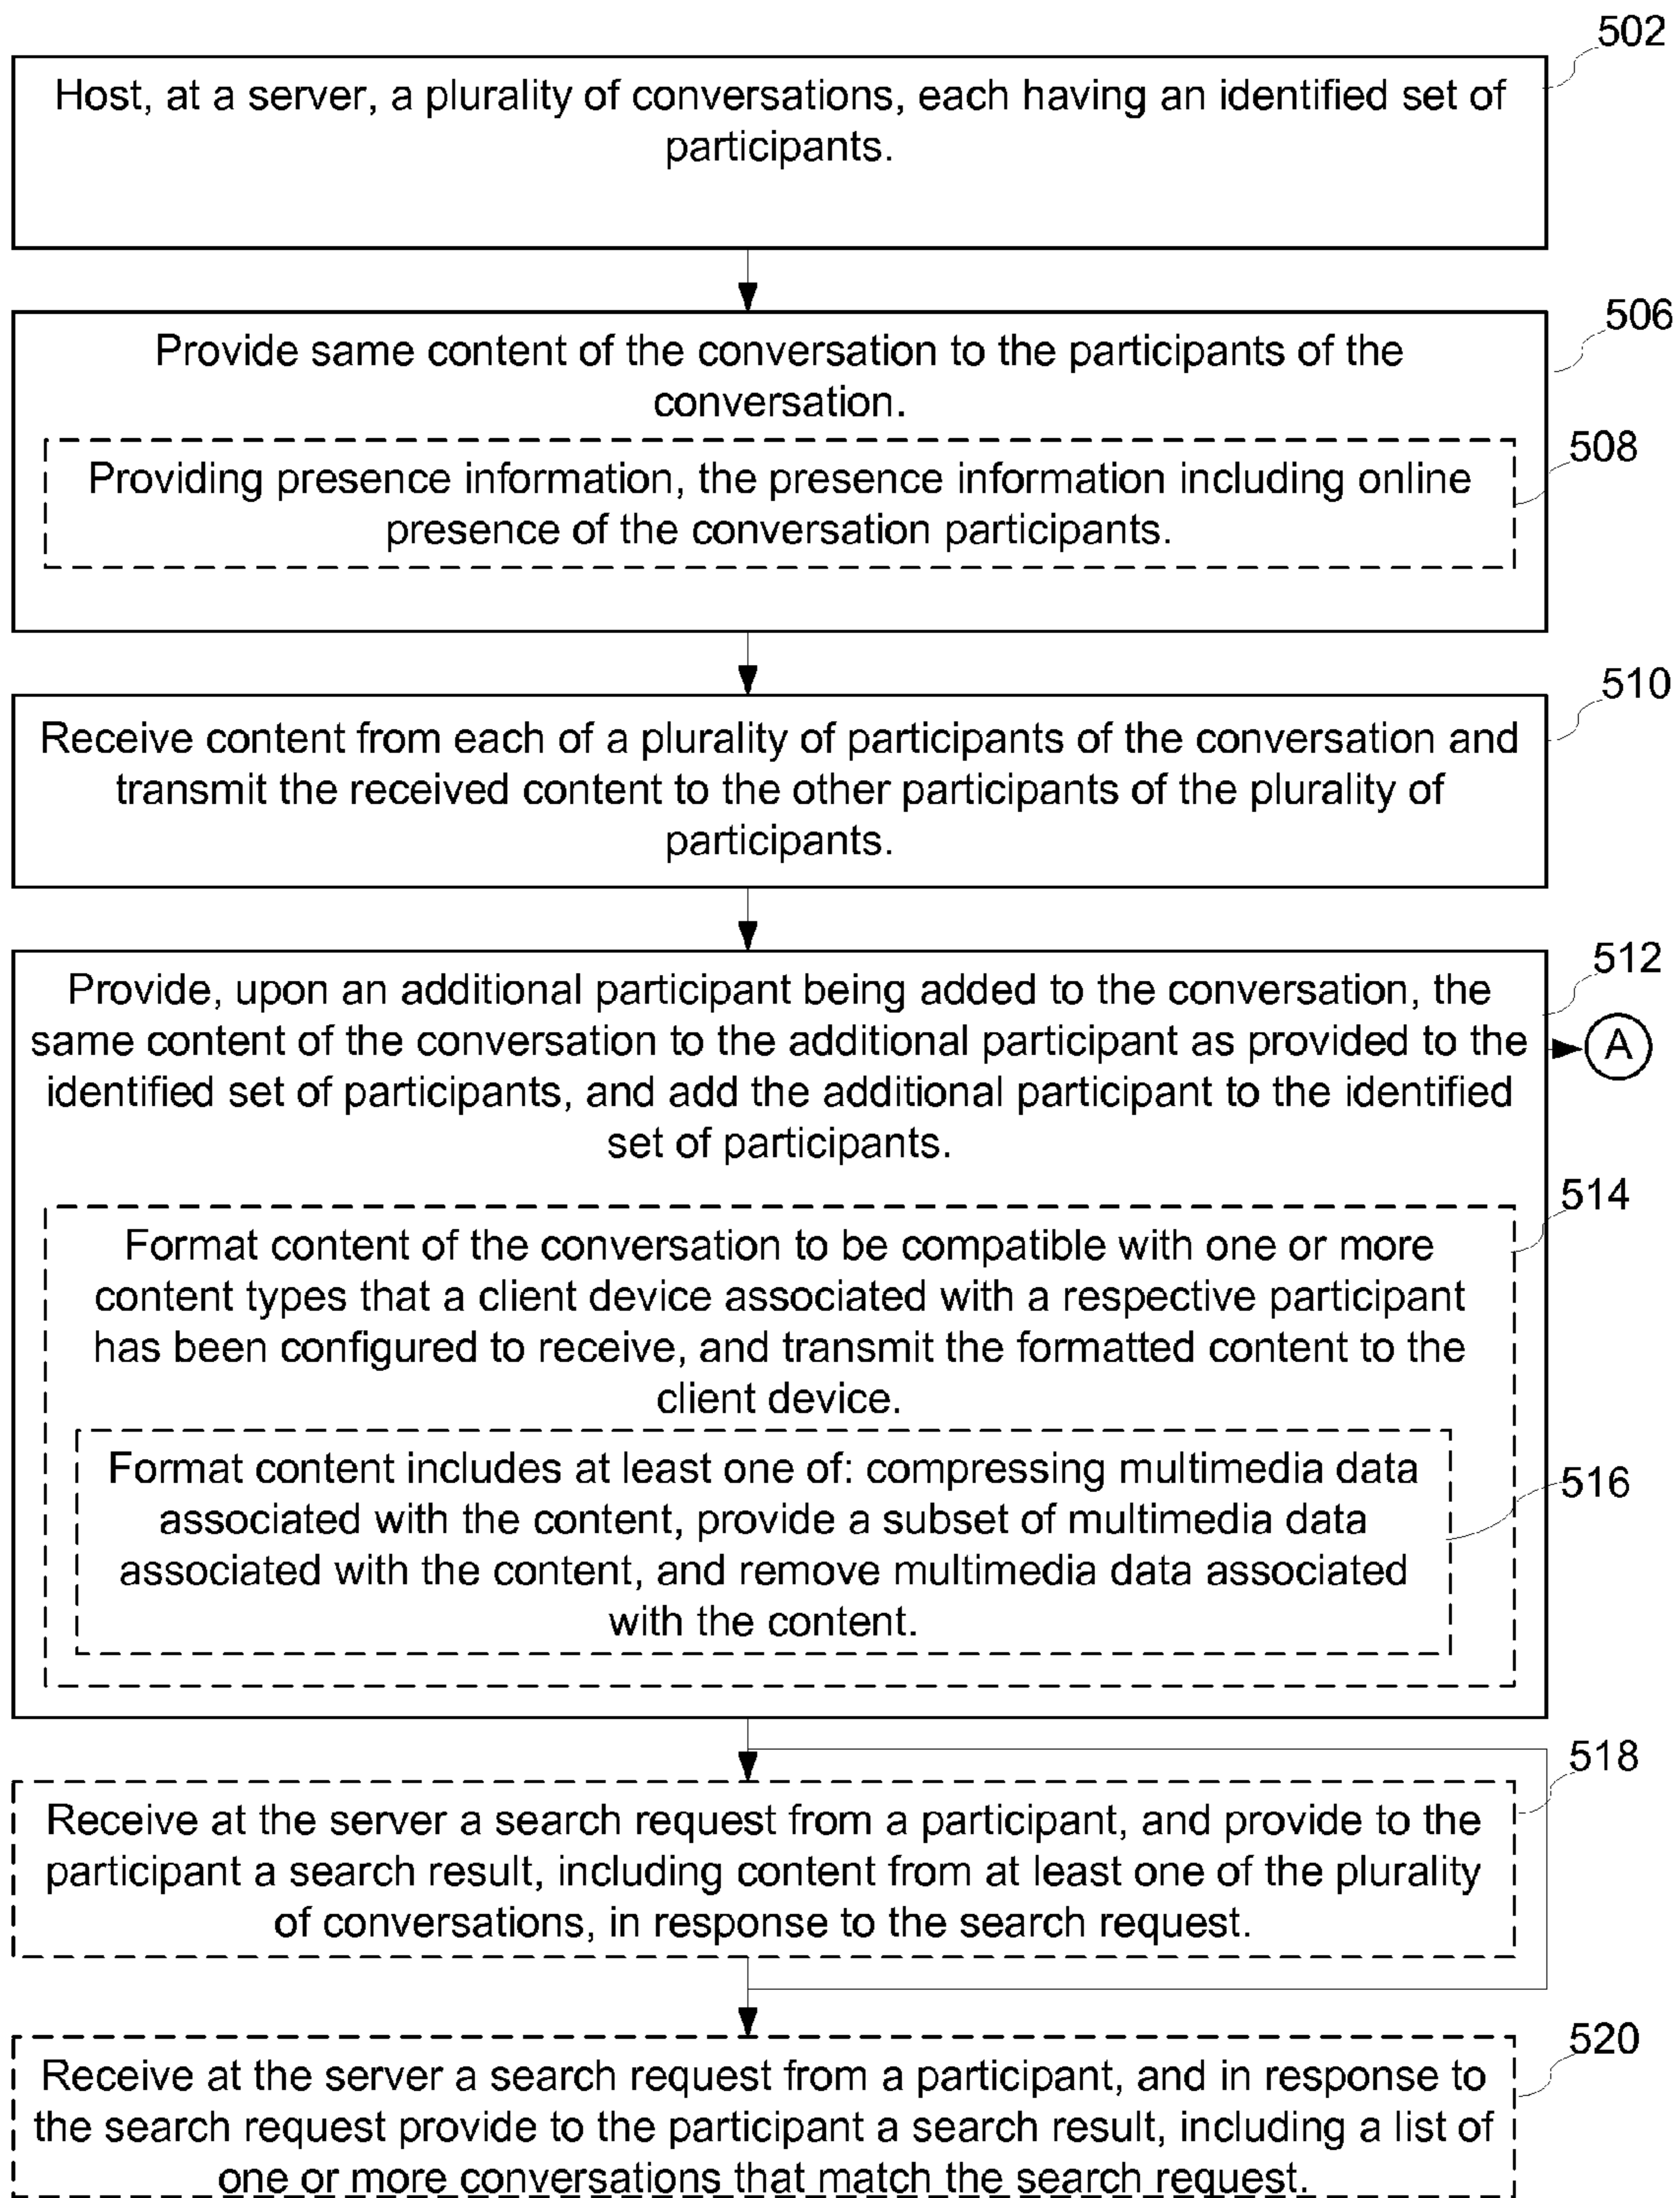 502
Host, at a server, a plurality of conversations, each having an identified set of
participants.
506
Provide same content of the conversation to the participants of the
conversation.
508
Providing presence information, the presence information including online
presence of the conversation participants.
510
Receive content from each of a plurality of participants of the conversation and
transmit the received content to the other participants of the plurality of
participants.
512
Provide, upon an additional participant being added to the conversation, the
same content of the conversation to the additional participant as provided to the
identified set of participants, and add the additional participant to the identified
set of participants.
A
514
Format content of the conversation to be compatible with one or more
content types that a client device associated with a respective participant
has been configured to receive, and transmit the formatted content to the
client device.
516
Format content includes at least one of: compressing multimedia data
associated with the content, provide a subset of multimedia data
associated with the content, and remove multimedia data associated
with the content.
518
Receive at the server a search request from a participant, and provide to the
participant a search result, including content from at least one of the plurality
of conversations, in response to the search request.
520
Receive at the server a search request from a participant, and in response to
the search request provide to the participant a search result, including a list of
one or more conversations that match the search request.